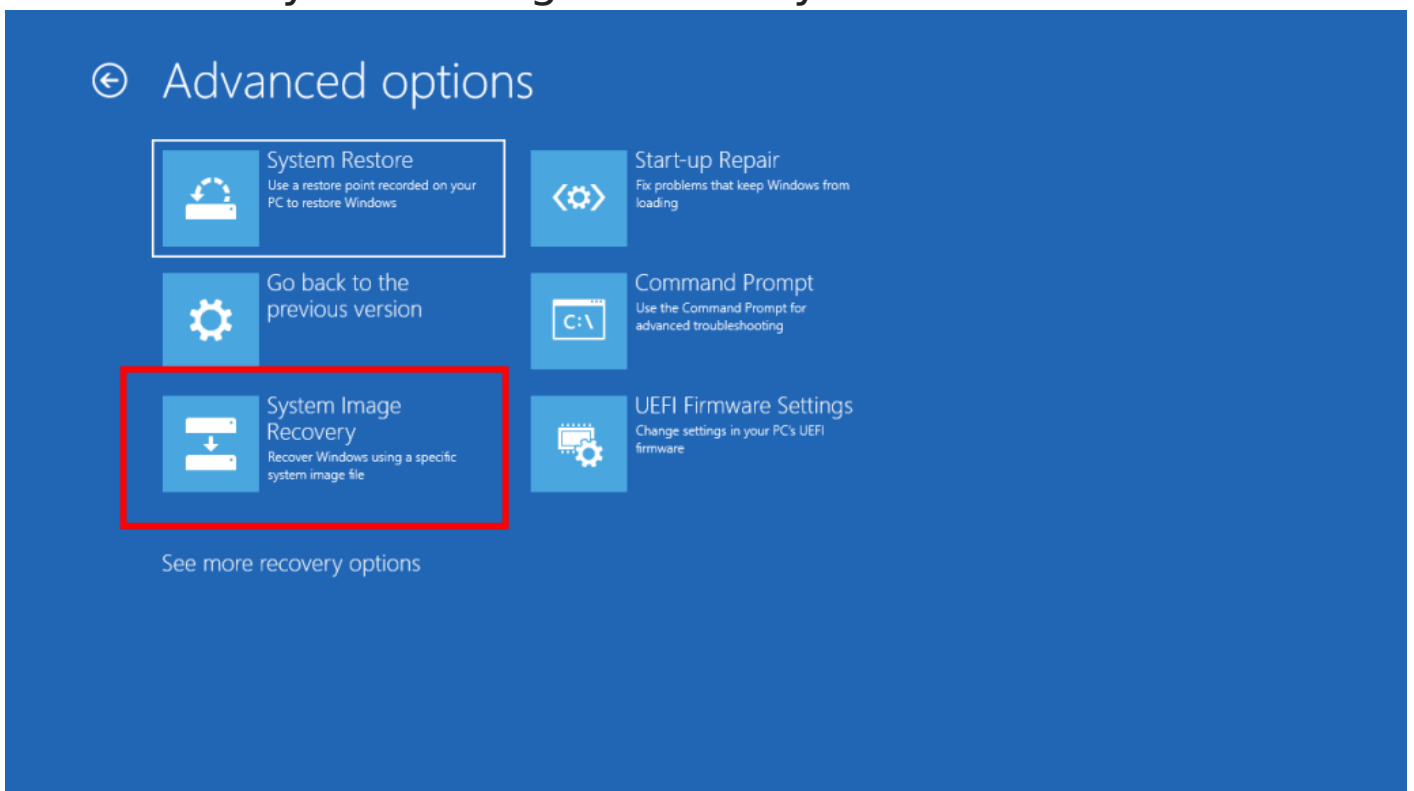 Advanced options
System Restore
Use a restore point recorded on your
PC to restore Windows
Start-up Repair
Fix problems that keep Windows from
loading
Go back to the
previous version
Command Prompt
Use the Command Prompt for
advanced troubleshooting
C:\
System Image
Recovery
Recover Windows using a specific
system image file
UEFI Firmware Settings
Change settings in your PC's UEFI
firmware
See more recovery options